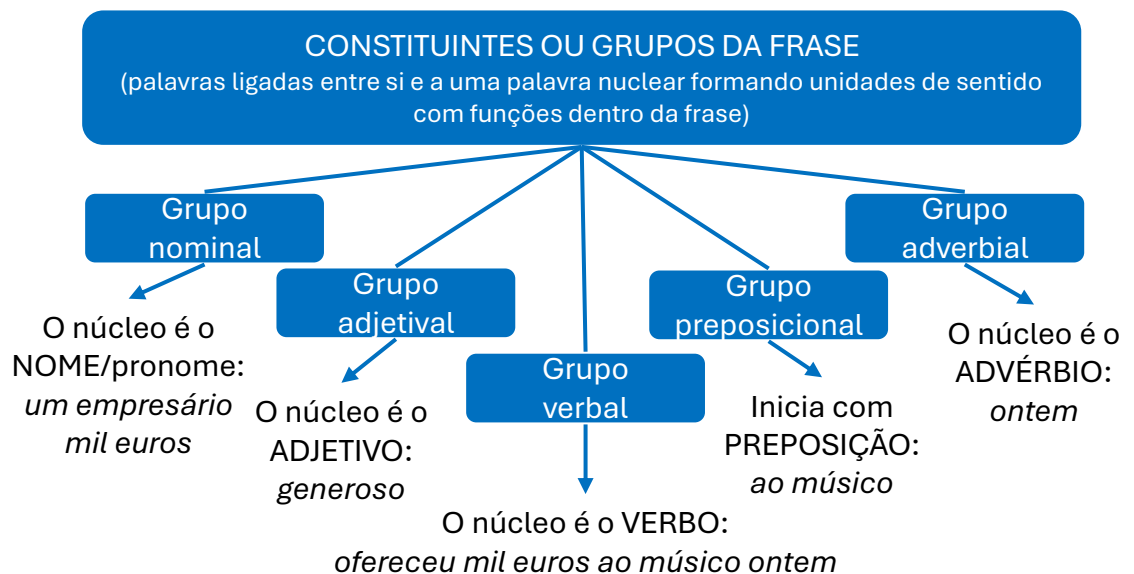 CONSTITUINTES OU GRUPOS DA FRASE
(palavras ligadas entre si e a uma palavra nuclear formando unidades de sentido
com funções dentro da frase)
Grupo
nominal
O núcleo é o
NOME/pronome:
um empresário
mil euros
Grupo
adjetival
O núcleo é o
ADJETIVO:
generoso
Grupo
verbal
O núcleo é o VERBO:
ofereceu mil euros ao músico ontem
Grupo
preposicional
Inicia com
PREPOSIÇÃO:
ao músico
Grupo
adverbial
O núcleo é o
ADVÉRBIO:
ontem